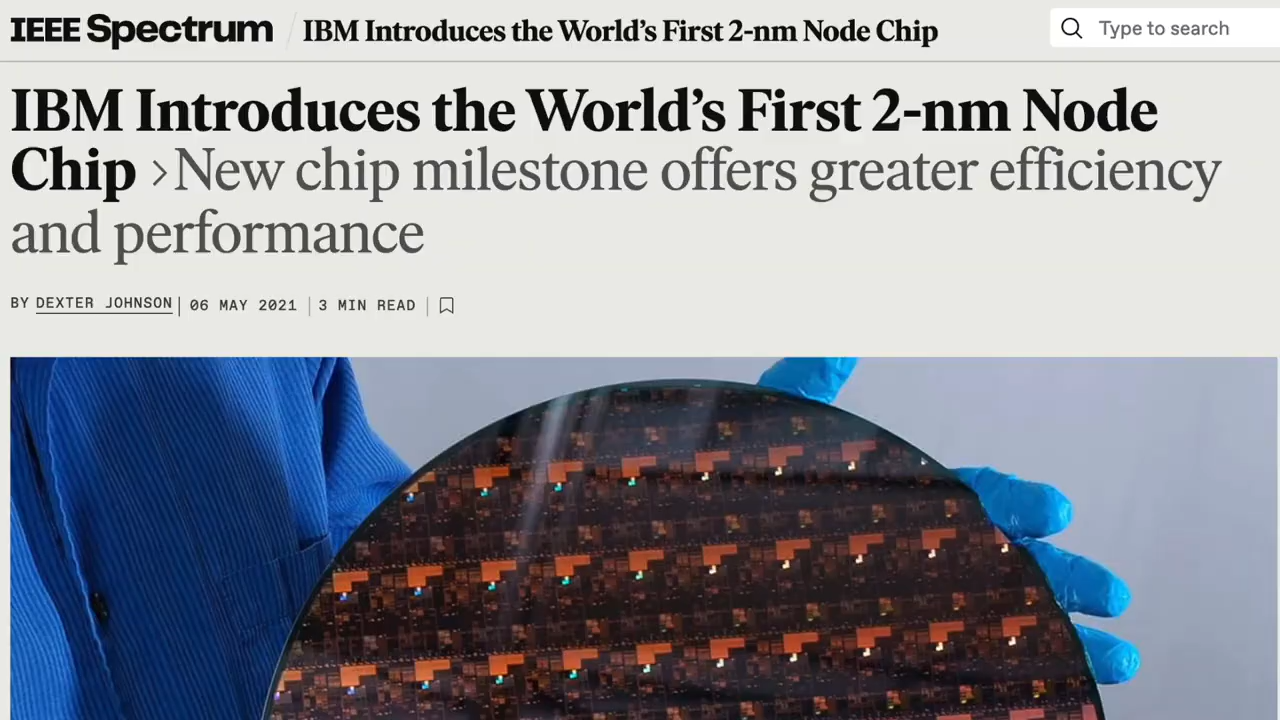 IEEE Spectrum / IBM Introduces the World's First 2-nm Node Chip
Type to search
IBM Introduces the World's First 2-nm Node
Chip > New chip milestone offers greater efficiency
and performance
BY DEXTER JOHNSON | 06 MAY 2021 | 3 MIN READ |